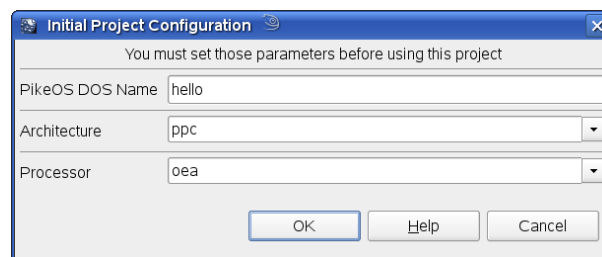 Initial Project Configuration
You must set those parameters before using this project
PikeOS DOS Name hello
Architecture ppc
Processor oea
OK Help Cancel